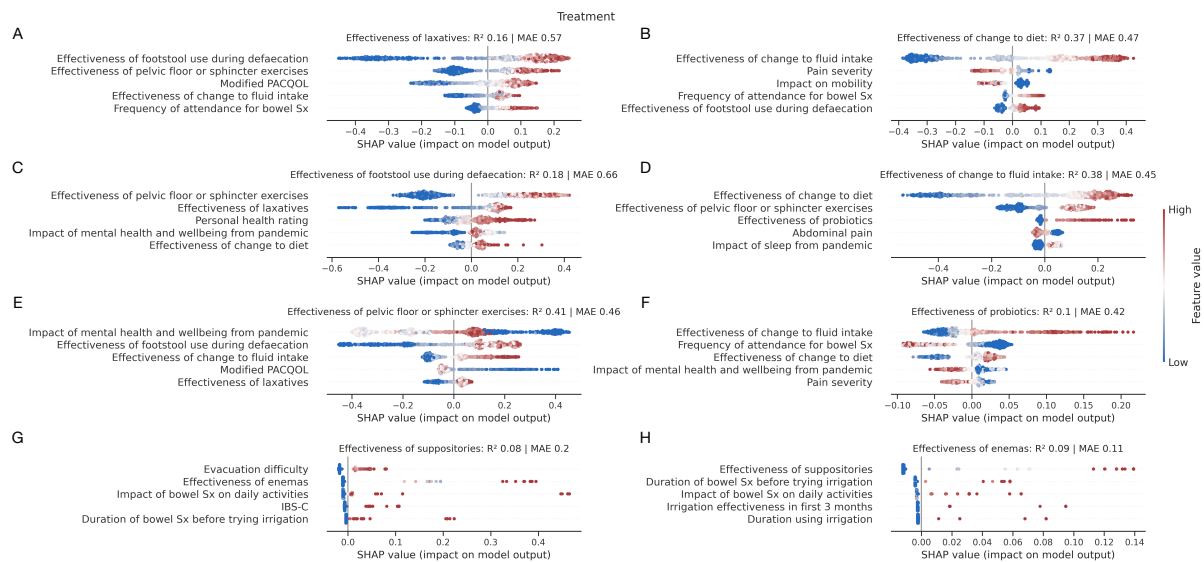 Treatment
A
Effectiveness of laxatives: R² 0.16 | MAE 0.57
Effectiveness of footstool use during defaecation
Effectiveness of pelvic floor or sphincter exercises
Modified PACQOL
Effectiveness of change to fluid intake
Frequency of attendance for bowel Sx
−0.4 −0.3 −0.2 −0.1 0.0 0.1 0.2
SHAP value (impact on model output)
B
Effectiveness of change to diet: R² 0.37 | MAE 0.47
Effectiveness of change to fluid intake
Pain severity
Impact on mobility
Frequency of attendance for bowel Sx
Effectiveness of footstool use during defaecation
−0.4 −0.3 −0.2 −0.1 0.0 0.1 0.2 0.3 0.4
SHAP value (impact on model output)
C
Effectiveness of footstool use during defaecation: R² 0.18 | MAE 0.66
Effectiveness of pelvic floor or sphincter exercises
Effectiveness of laxatives
Personal health rating
Impact of mental health and wellbeing from pandemic
Effectiveness of change to diet
−0.6 −0.4 −0.2 0.0 0.2 0.4
SHAP value (impact on model output)
D
Effectiveness of change to fluid intake: R² 0.38 | MAE 0.45
Effectiveness of change to diet
Effectiveness of pelvic floor or sphincter exercises
Effectiveness of probiotics
Abdominal pain
Impact of sleep from pandemic
−0.4 −0.2 0.0 0.2
SHAP value (impact on model output)
High
Feature value
Low
E
Effectiveness of pelvic floor or sphincter exercises: R² 0.41 | MAE 0.46
Impact of mental health and wellbeing from pandemic
Effectiveness of footstool use during defaecation
Effectiveness of change to fluid intake
Modified PACQOL
Effectiveness of laxatives
−0.4 −0.2 0.0 0.2 0.4
SHAP value (impact on model output)
F
Effectiveness of probiotics: R² 0.1 | MAE 0.42
Effectiveness of change to fluid intake
Frequency of attendance for bowel Sx
Effectiveness of change to diet
Impact of mental health and wellbeing from pandemic
Pain severity
−0.10 −0.05 0.00 0.05 0.10 0.15 0.20
SHAP value (impact on model output)
G
Effectiveness of suppositories: R² 0.08 | MAE 0.2
Evacuation difficulty
Effectiveness of enemas
Impact of bowel Sx on daily activities
IBS-C
Duration of bowel Sx before trying irrigation
0.0 0.1 0.2 0.3 0.4
SHAP value (impact on model output)
H
Effectiveness of enemas: R² 0.09 | MAE 0.11
Effectiveness of suppositories
Duration of bowel Sx before trying irrigation
Impact of bowel Sx on daily activities
Irrigation effectiveness in first 3 months
Duration using irrigation
0.00 0.02 0.04 0.06 0.08 0.10 0.12 0.14
SHAP value (impact on model output)